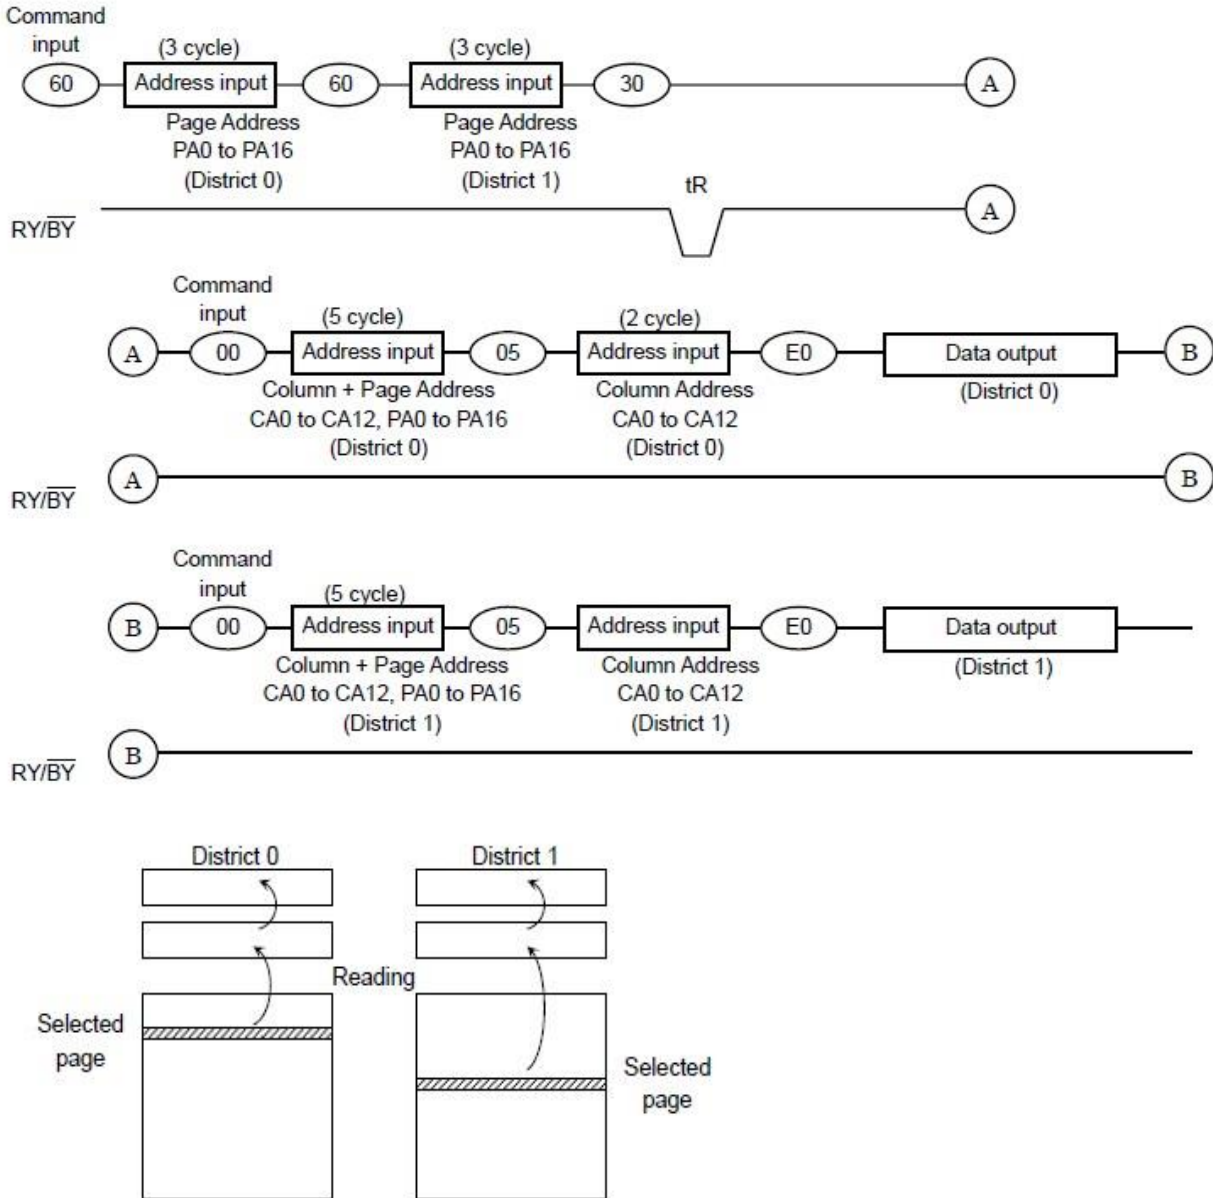 Command
input
(3 cycle)
(3 cycle)
60
Address input
60
Address input
30
A
Page Address
PA0 to PA16
(District 0)
Page Address
PA0 to PA16
(District 1)
tR
RY/BY
A
Command
input
(5 cycle)
(2 cycle)
A
00
Address input
05
Address input
E0
Data output
B
Column + Page Address
CA0 to CA12, PA0 to PA16
(District 0)
Column Address
CA0 to CA12
(District 0)
(District 0)
RY/BY
A
B
Command
input
(5 cycle)
B
00
Address input
05
Address input
E0
Data output
Column + Page Address
CA0 to CA12, PA0 to PA16
(District 1)
Column Address
CA0 to CA12
(District 1)
(District 1)
RY/BY
B
District 0
District 1
Reading
Selected
page
Selected
page